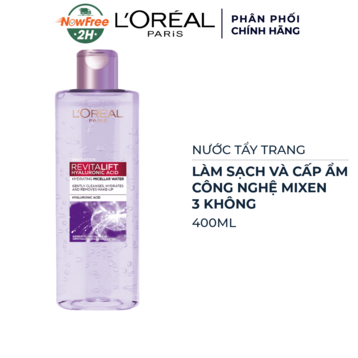 NowFree
2H
L'ORÉAL
PARIS
PHÂN PHỐI
CHÍNH HÃNG
L'ORÉAL
PARIS
REVITALIFT
HYALURONIC ACID
HYDRATING MICELLAR WATER
GENTLY CLEANSES, HYDRATES
AND REMOVES MAKE-UP
HYALURONIC ACID
NƯỚC TẨY TRANG
LÀM SẠCH VÀ CẤP ẨM
CÔNG NGHỆ MIXEN
3 KHÔNG
400ML